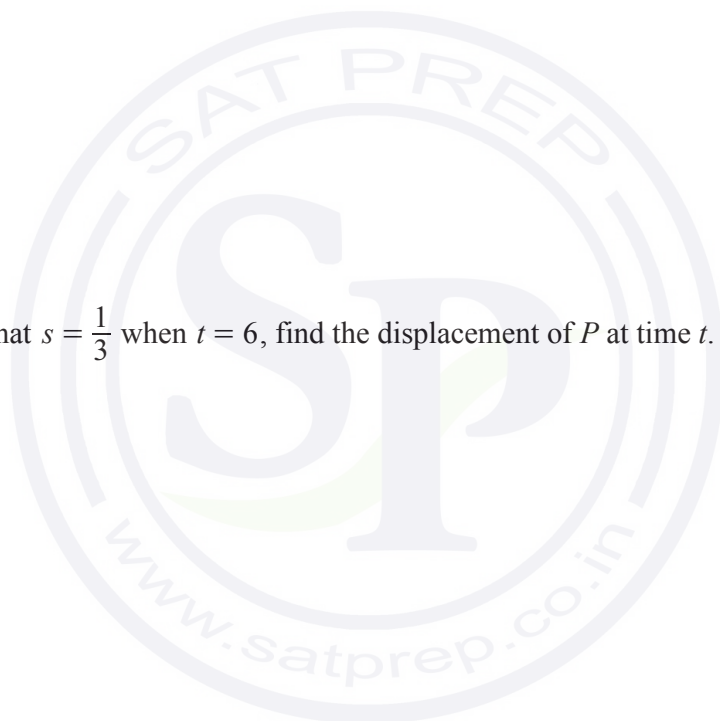 SAT PREP
hat s = 1/3 when t = 6, find the displacement of P at time t.
SP
www.satprep.co.in